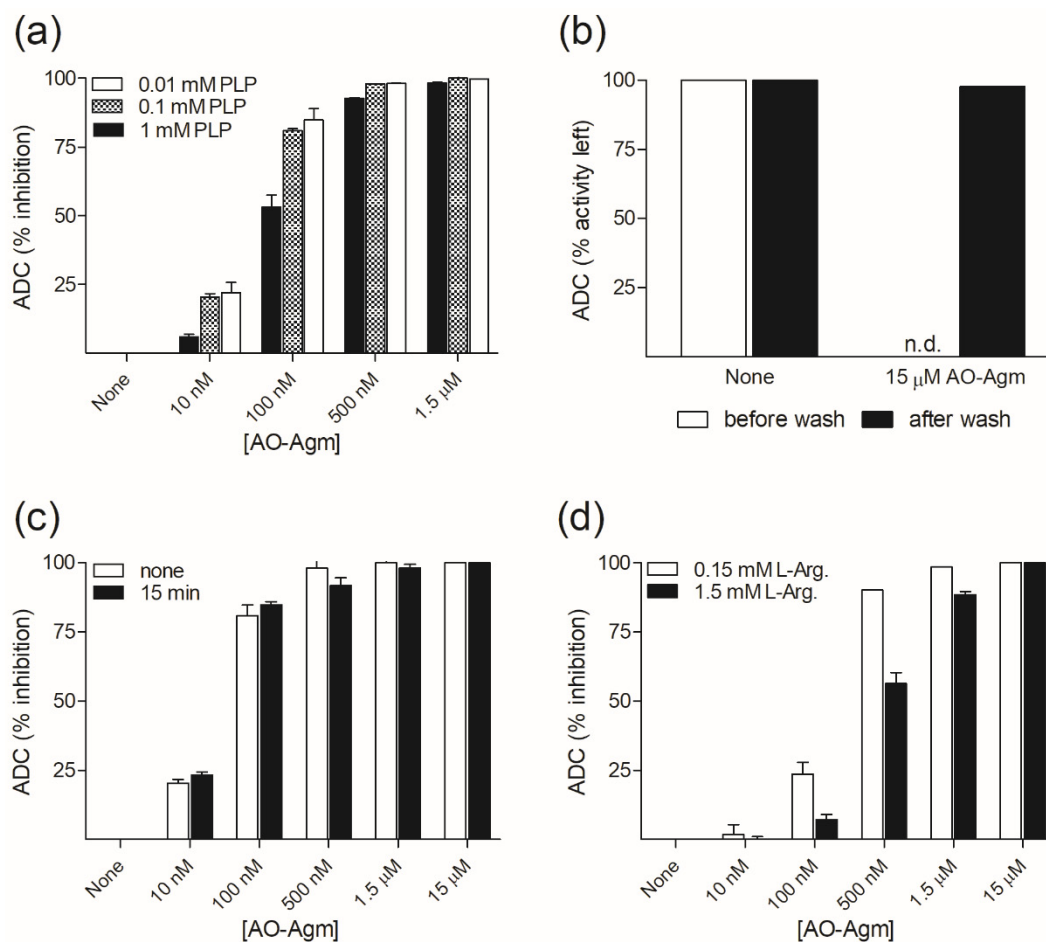 (a)
0.01 mM PLP
0.1 mM PLP
1 mM PLP
ADC (% inhibition)
100
75
50
25
None
10 nM
100 nM
500 nM
1.5 μM
[AO-Agm]
(b)
ADC (% activity left)
100
75
50
25
n.d.
None
15 μM AO-Agm
before wash
after wash
(c)
none
15 min
ADC (% inhibition)
100
75
50
25
None
10 nM
100 nM
500 nM
1.5 μM
15 μM
[AO-Agm]
(d)
0.15 mM L-Arg.
1.5 mM L-Arg.
ADC (% inhibition)
100
75
50
25
None
10 nM
100 nM
500 nM
1.5 μM
15 μM
[AO-Agm]